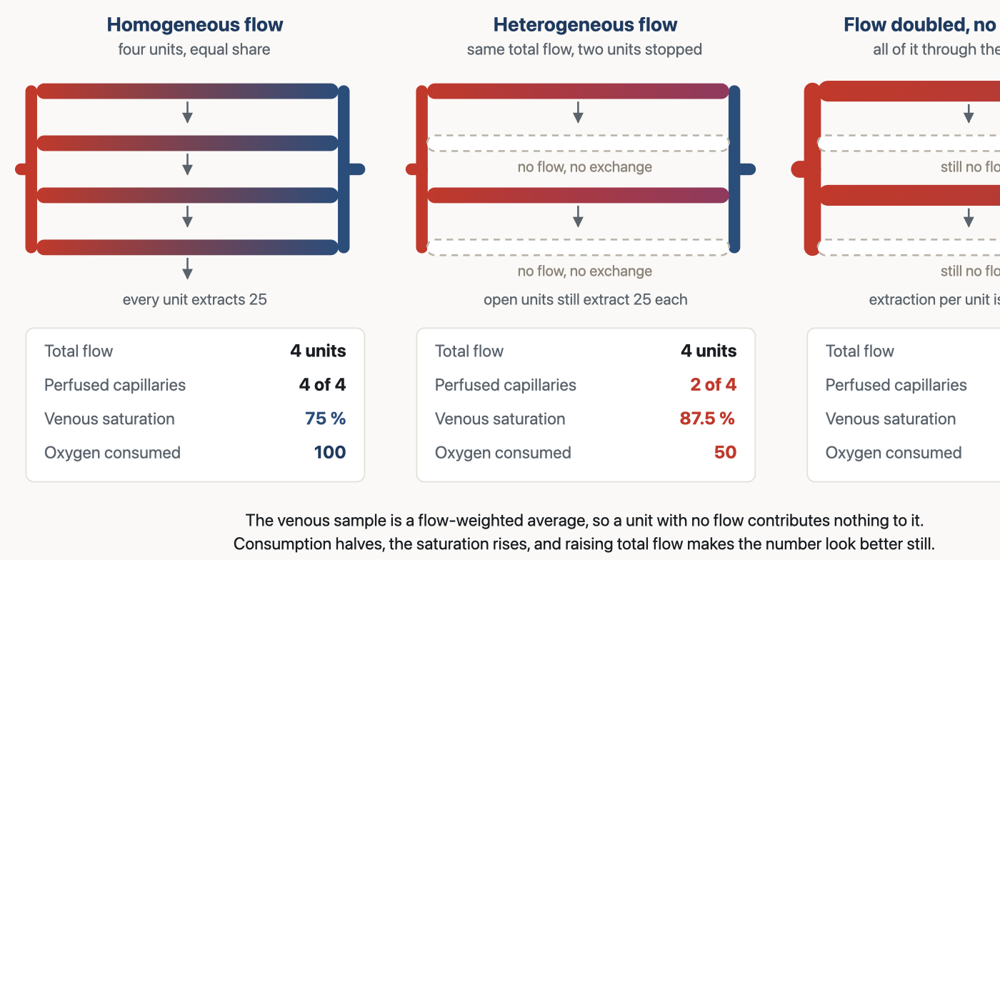 Homogeneous flow
four units, equal share
every unit extracts 25
Total flow 4 units
Perfused capillaries 4 of 4
Venous saturation 75 %
Oxygen consumed 100
Heterogeneous flow
same total flow, two units stopped
no flow, no exchange
no flow, no exchange
open units still extract 25 each
Total flow 4 units
Perfused capillaries 2 of 4
Venous saturation 87.5 %
Oxygen consumed 50
Flow doubled, no
all of it through the
still no
still no
extraction per unit
Total flow
Perfused capillaries
Venous saturation
Oxygen consumed
The venous sample is a flow-weighted average, so a unit with no flow contributes nothing to it.
Consumption halves, the saturation rises, and raising total flow makes the number look better still.